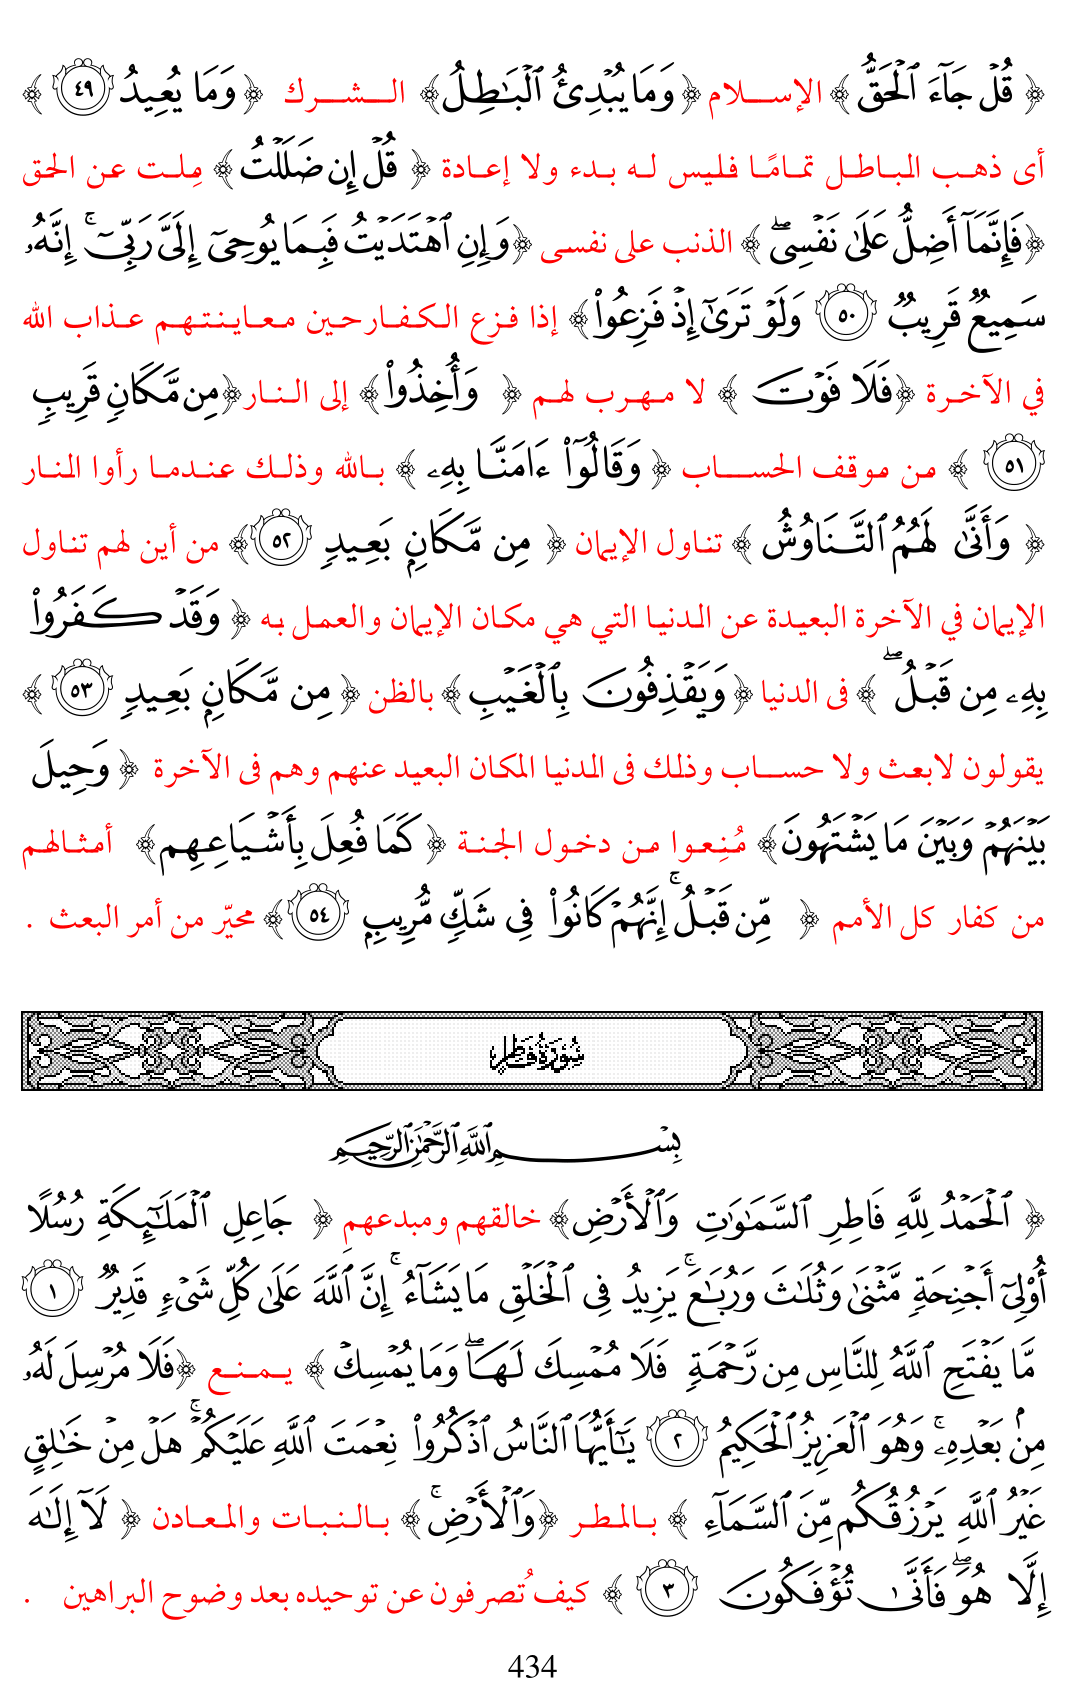 ﴿ قُلْ جَآءَ ٱلْحَقُّ ﴾ الإسلام ﴿ وَمَا يُبْدِئُ ٱلْبَـٰطِلُ ﴾ الشرك ﴿ وَمَا يُعِيدُ ٤٩ ﴾
أى ذهب الباطل تمامًا فليس له بدء ولا إعادة ﴿ قُلْ إِن ضَلَلْتُ ﴾ مِلت عن الحق
﴿ فَإِنَّمَآ أَضِلُّ عَلَىٰ نَفْسِى ۖ ﴾ الذنب على نفسى ﴿ وَإِنِ ٱهْتَدَيْتُ فَبِمَا يُوحِىٓ إِلَىَّ رَبِّىٓ ۚ إِنَّهُۥ
سَمِيعٌ قَرِيبٌ ٥٠ وَلَوْ تَرَىٰٓ إِذْ فَزِعُوا۟ ﴾ إذا فزع الكفارحين معاينتهم عذاب الله
في الآخرة ﴿ فَلَا فَوْتَ ﴾ لا مهرب لهم ﴿ وَأُخِذُوا۟ ﴾ إلى النار ﴿ مِن مَّكَانٍ قَرِيبٍ
٥١ ﴾ من موقف الحساب ﴿ وَقَالُوٓا۟ ءَامَنَّا بِهِۦ ﴾ بالله وذلك عندما رأوا النار
﴿ وَأَنَّىٰ لَهُمُ ٱلتَّنَاوُشُ ﴾ تناول الإيمان ﴿ مِن مَّكَانٍۭ بَعِيدٍ ٥٢ ﴾ من أين لهم تناول
الإيمان في الآخرة البعيدة عن الدنيا التي هي مكان الإيمان والعمل به ﴿ وَقَدْ كَفَرُوا۟
بِهِۦ مِن قَبْلُ ۖ ﴾ فى الدنيا ﴿ وَيَقْذِفُونَ بِٱلْغَيْبِ ﴾ بالظن ﴿ مِن مَّكَانٍۭ بَعِيدٍ ٥٣ ﴾
يقولون لابعث ولا حساب وذلك فى الدنيا المكان البعيد عنهم وهم فى الآخرة ﴿ وَحِيلَ
بَيْنَهُمْ وَبَيْنَ مَا يَشْتَهُونَ ﴾ مُنِعوا من دخول الجنة ﴿ كَمَا فُعِلَ بِأَشْيَاعِهِم ﴾ أمثالهم
من كفار كل الأمم ﴿ مِّن قَبْلُ ۚ إِنَّهُمْ كَانُوا۟ فِى شَكٍّ مُّرِيبٍۭ ٥٤ ﴾ محيّر من أمر البعث .
سُورَةُ فَاطِرٍ
بِسْمِ ٱللَّهِ ٱلرَّحْمَـٰنِ ٱلرَّحِيمِ
﴿ ٱلْحَمْدُ لِلَّهِ فَاطِرِ ٱلسَّمَـٰوَٰتِ وَٱلْأَرْضِ ﴾ خالقهم ومبدعهمِ ﴿ جَاعِلِ ٱلْمَلَـٰٓئِكَةِ رُسُلًا
أُو۟لِىٓ أَجْنِحَةٍ مَّثْنَىٰ وَثُلَـٰثَ وَرُبَـٰعَ ۚ يَزِيدُ فِى ٱلْخَلْقِ مَا يَشَآءُ ۚ إِنَّ ٱللَّهَ عَلَىٰ كُلِّ شَىْءٍ قَدِيرٌ ١
مَّا يَفْتَحِ ٱللَّهُ لِلنَّاسِ مِن رَّحْمَةٍ فَلَا مُمْسِكَ لَهَا ۖ وَمَا يُمْسِكْ ﴾ يمنع ﴿ فَلَا مُرْسِلَ لَهُۥ
مِنۢ بَعْدِهِۦ ۚ وَهُوَ ٱلْعَزِيزُ ٱلْحَكِيمُ ٢ يَـٰٓأَيُّهَا ٱلنَّاسُ ٱذْكُرُوا۟ نِعْمَتَ ٱللَّهِ عَلَيْكُمْ ۚ هَلْ مِنْ خَـٰلِقٍ
غَيْرُ ٱللَّهِ يَرْزُقُكُم مِّنَ ٱلسَّمَآءِ ﴾ بالمطر ﴿ وَٱلْأَرْضِ ۚ ﴾ بالنبات والمعادن ﴿ لَآ إِلَـٰهَ
إِلَّا هُوَ ۖ فَأَنَّىٰ تُؤْفَكُونَ ٣ ﴾ كيف تُصرفون عن توحيده بعد وضوح البراهين .
434